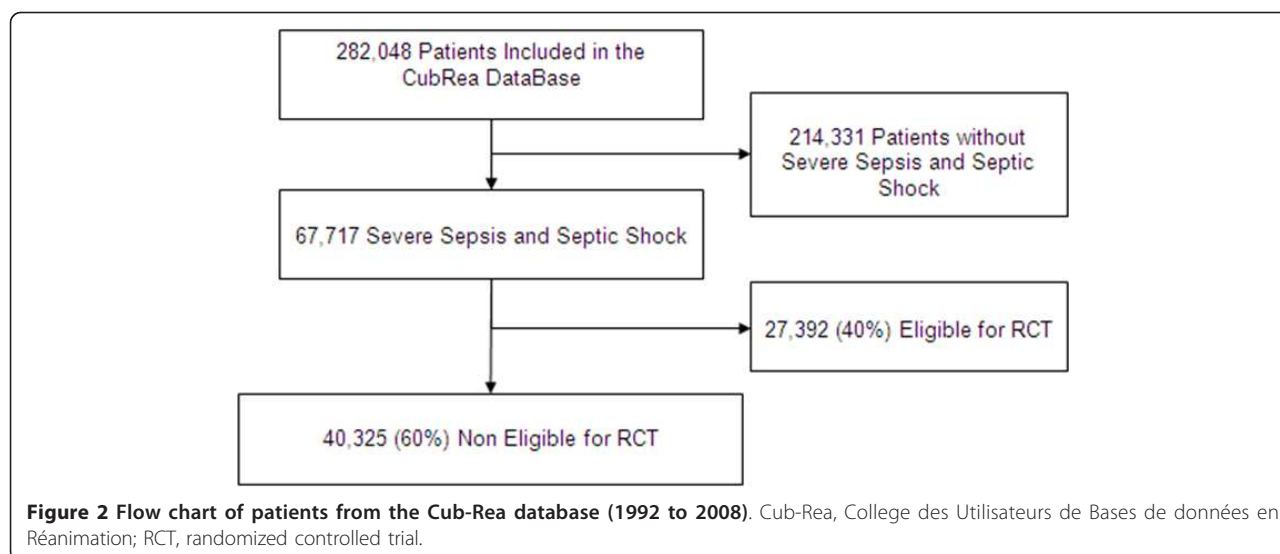 282,048 Patients Included in the
CubRea DataBase
214,331 Patients without
Severe Sepsis and Septic
Shock
67,717 Severe Sepsis and Septic Shock
27,392 (40%) Eligible for RCT
40,325 (60%) Non Eligible for RCT
Figure 2 Flow chart of patients from the Cub-Rea database (1992 to 2008). Cub-Rea, College des Utilisateurs de Bases de données en
Réanimation; RCT, randomized controlled trial.